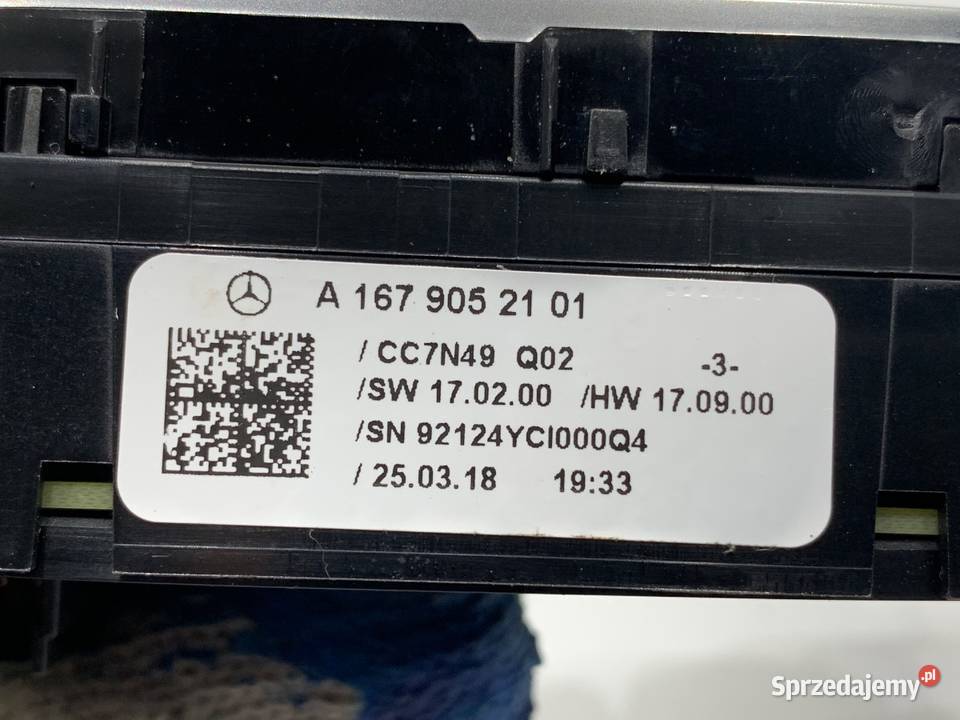 A 167 905 21 01
/ CC7N49 Q02 -3-
/SW 17.02.00 /HW 17.09.00
/SN 92124YCI000Q4
/ 25.03.18 19:33
Sprzedajemy.pl